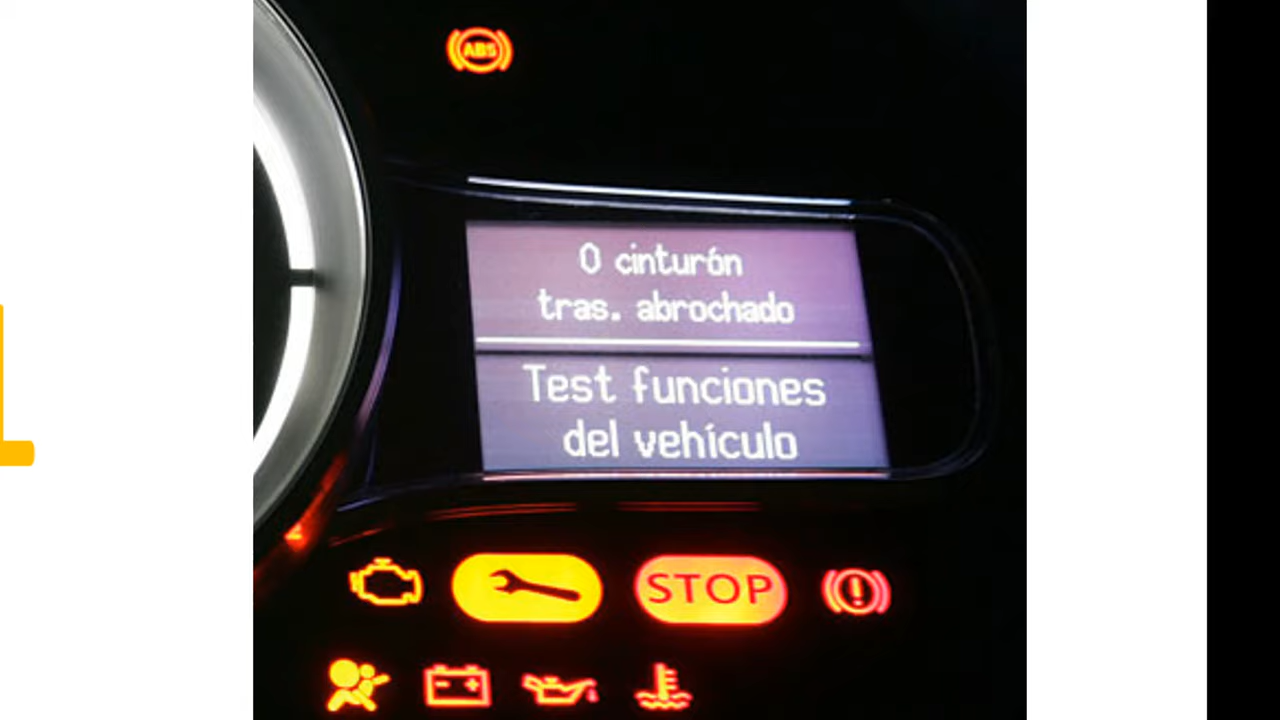 ABS
0 cinturón
tras. abrochado
Test funciones
del vehículo
STOP